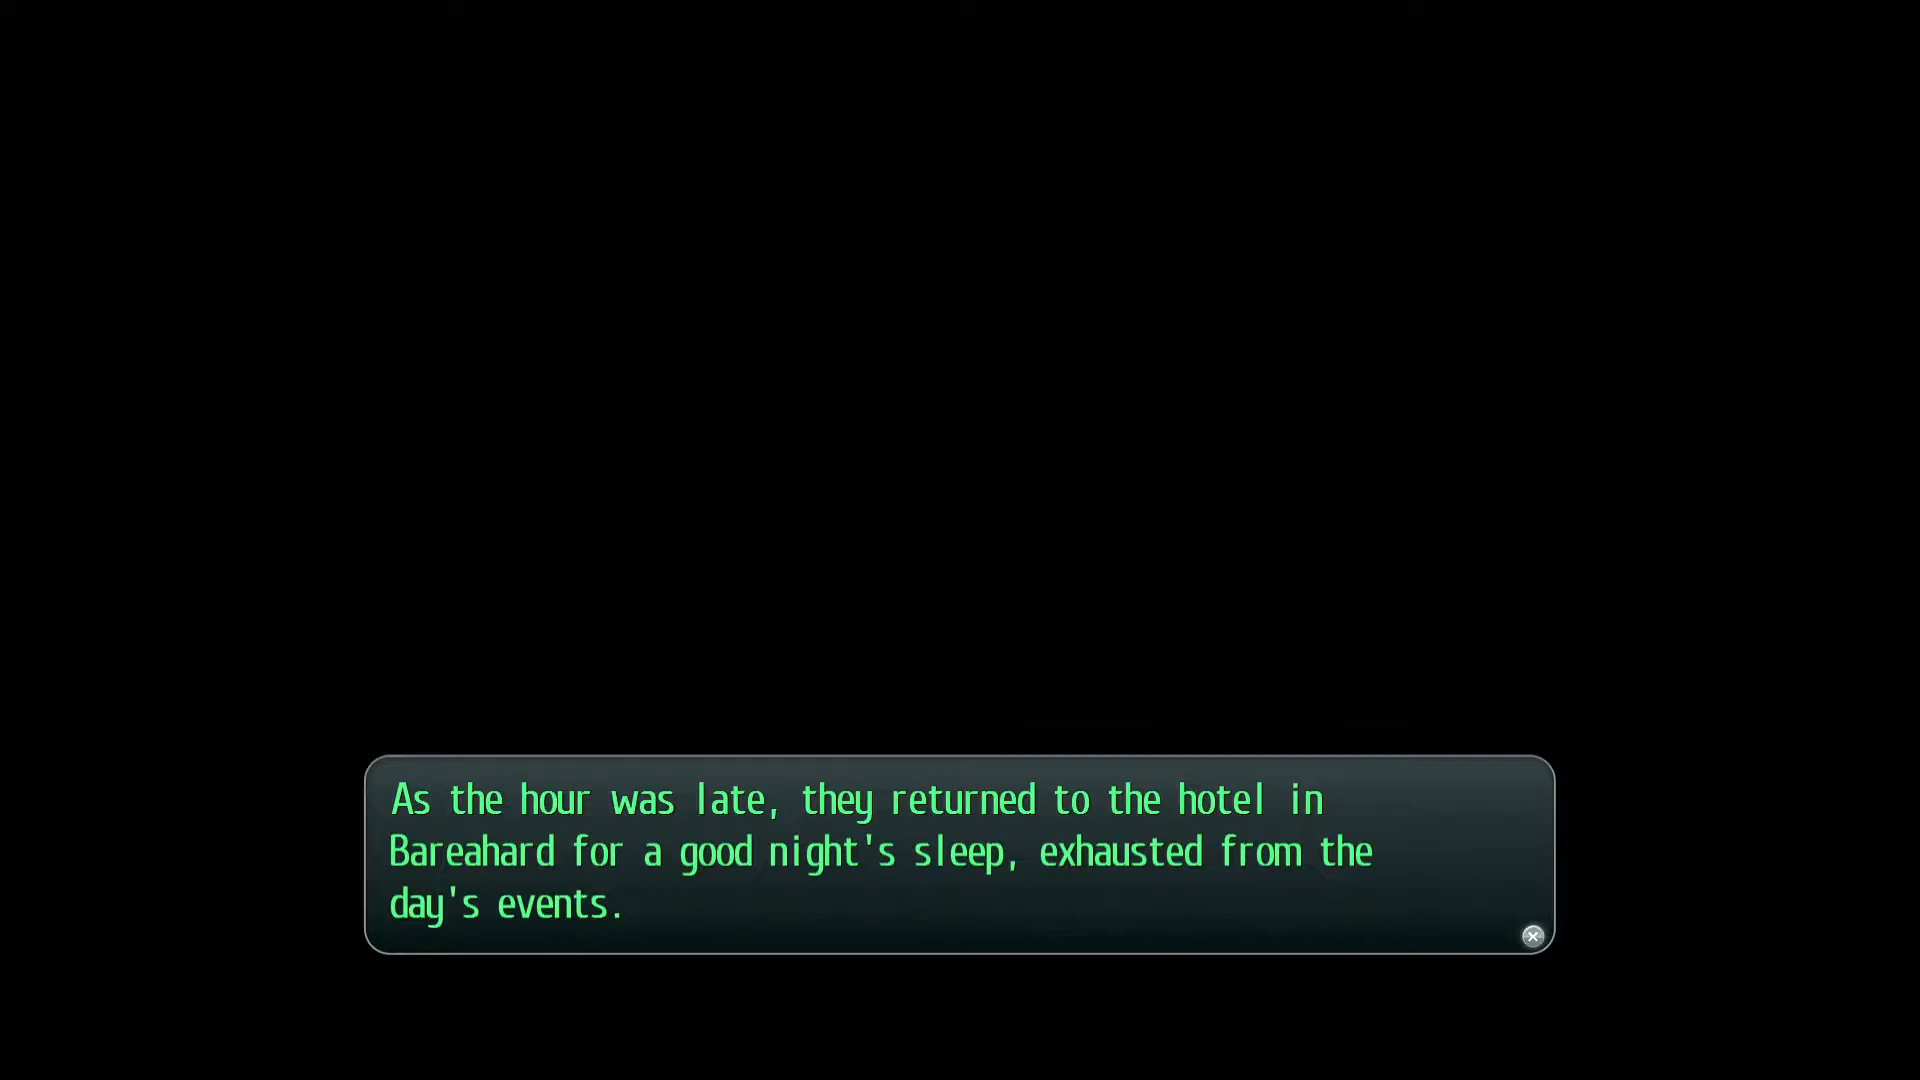 As the hour was late, they returned to the hotel in
Bareahard for a good night's sleep, exhausted from the
day's events.